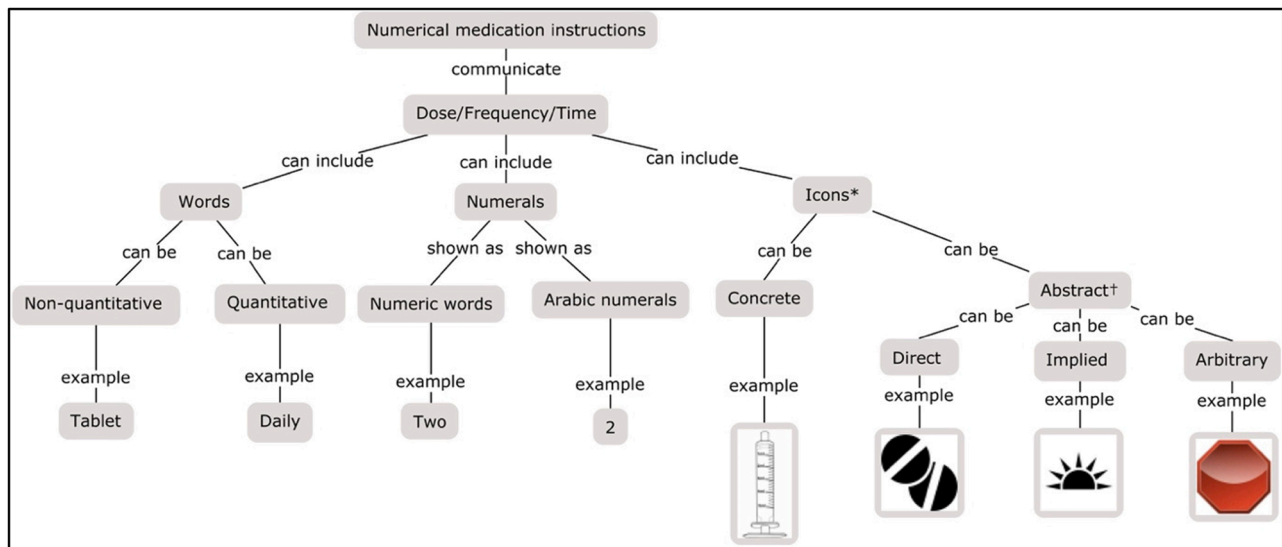 Numerical medication instructions
communicate
Dose/Frequency/Time
can include
can include
can include
Words
Numerals
Icons*
can be
can be
shown as
shown as
can be
can be
Non-quantitative
Quantitative
Numeric words
Arabic numerals
Concrete
Abstract†
can be
can be
can be
Direct
Implied
Arbitrary
example
example
example
example
example
example
example
example
Tablet
Daily
Two
2